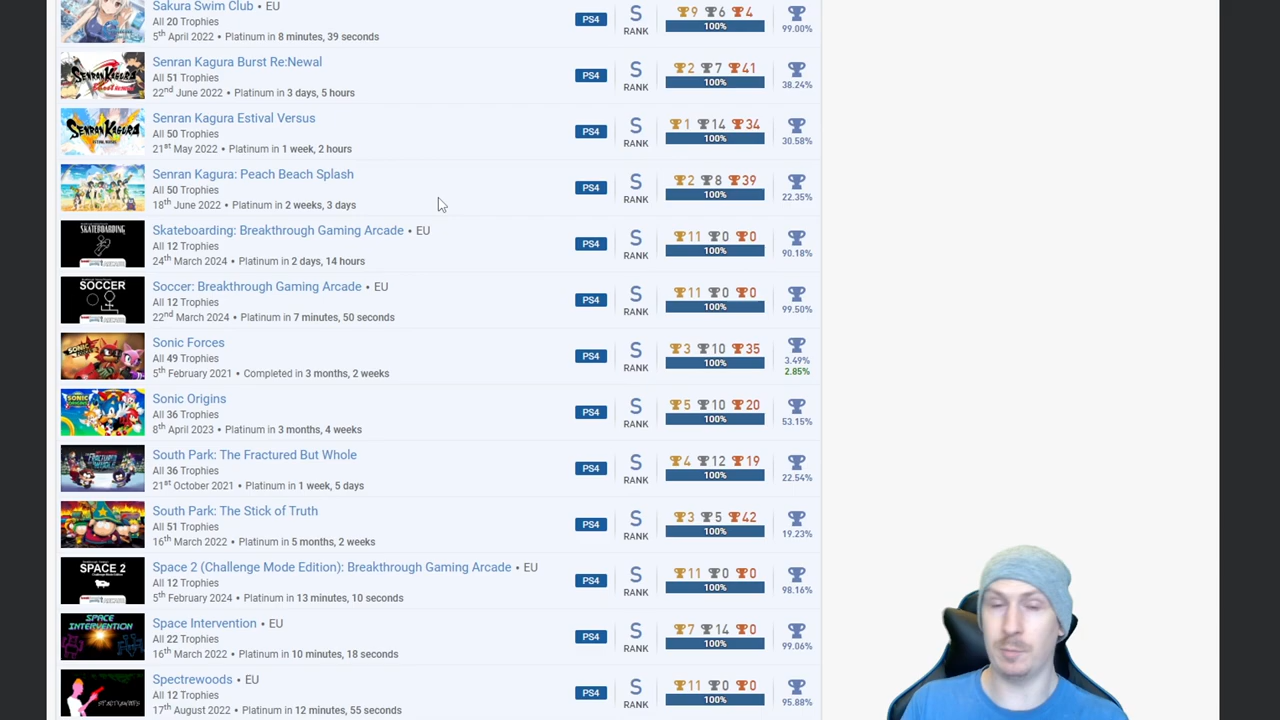 Sakura Swim Club • EU
All 20 Trophies
5th April 2022 • Platinum in 8 minutes, 39 seconds
PS4
S
RANK
9 6 4
100%
99.00%
Senran Kagura Burst Re:Newal
All 51 Trophies
22nd June 2022 • Platinum in 3 days, 5 hours
PS4
S
RANK
2 7 41
100%
38.24%
SENRAN KAGURA
Senran Kagura Estival Versus
All 50 Trophies
21st May 2022 • Platinum in 1 week, 2 hours
PS4
S
RANK
1 14 34
100%
30.58%
Senran Kagura: Peach Beach Splash
All 50 Trophies
18th June 2022 • Platinum in 2 weeks, 3 days
PS4
S
RANK
2 8 39
100%
22.35%
SKATEBOARDING
Skateboarding: Breakthrough Gaming Arcade • EU
All 12 Trophies
24th March 2024 • Platinum in 2 days, 14 hours
PS4
S
RANK
11 0 0
100%
90.18%
SOCCER
Soccer: Breakthrough Gaming Arcade • EU
All 12 Trophies
22nd March 2024 • Platinum in 7 minutes, 50 seconds
PS4
S
RANK
11 0 0
100%
99.50%
Sonic Forces
All 49 Trophies
5th February 2021 • Completed in 3 months, 2 weeks
PS4
S
RANK
3 10 35
100%
3.49%
2.85%
Sonic Origins
All 36 Trophies
8th April 2023 • Platinum in 3 months, 4 weeks
PS4
S
RANK
5 10 20
100%
53.15%
South Park: The Fractured But Whole
All 36 Trophies
21st October 2021 • Platinum in 1 week, 5 days
PS4
S
RANK
4 12 19
100%
22.54%
South Park: The Stick of Truth
All 51 Trophies
16th March 2022 • Platinum in 5 months, 2 weeks
PS4
S
RANK
3 5 42
100%
19.23%
SPACE 2
Space 2 (Challenge Mode Edition): Breakthrough Gaming Arcade • EU
All 12 Trophies
5th February 2024 • Platinum in 13 minutes, 10 seconds
PS4
S
RANK
11 0 0
100%
98.16%
SPACE
INTERVENTION
Space Intervention • EU
All 22 Trophies
16th March 2022 • Platinum in 10 minutes, 18 seconds
PS4
S
RANK
7 14 0
100%
99.06%
Spectrewoods • EU
All 12 Trophies
17th August 2022 • Platinum in 12 minutes, 55 seconds
PS4
S
RANK
11 0 0
100%
95.88%